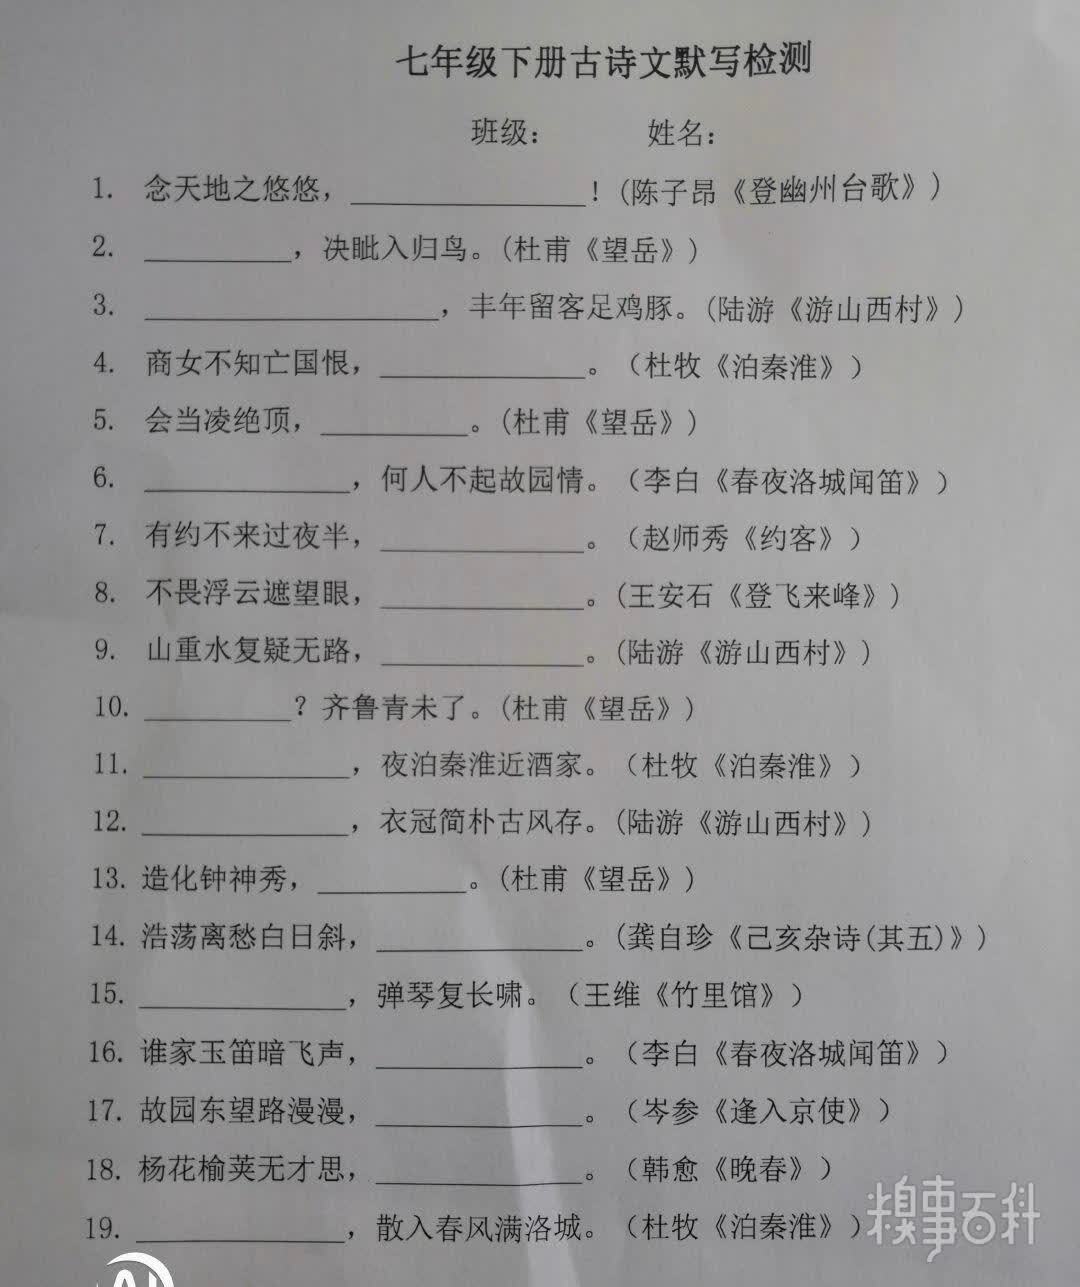 七年级下册古诗文默写检测
班级： 姓名：
1. 念天地之悠悠，________________！(陈子昂《登幽州台歌》)
2. __________，决眦入归鸟。(杜甫《望岳》)
3. ____________________，丰年留客足鸡豚。(陆游《游山西村》)
4. 商女不知亡国恨，______________。（杜牧《泊秦淮》）
5. 会当凌绝顶，__________。(杜甫《望岳》)
6. ______________，何人不起故园情。（李白《春夜洛城闻笛》）
7. 有约不来过夜半，______________。（赵师秀《约客》）
8. 不畏浮云遮望眼，______________。(王安石《登飞来峰》)
9. 山重水复疑无路，______________。(陆游《游山西村》)
10. __________？齐鲁青未了。(杜甫《望岳》)
11. ______________，夜泊秦淮近酒家。（杜牧《泊秦淮》）
12. ______________，衣冠简朴古风存。(陆游《游山西村》)
13. 造化钟神秀，__________。(杜甫《望岳》)
14. 浩荡离愁白日斜，______________。(龚自珍《己亥杂诗(其五)》)
15. ______________，弹琴复长啸。（王维《竹里馆》）
16. 谁家玉笛暗飞声，______________。（李白《春夜洛城闻笛》）
17. 故园东望路漫漫，______________。（岑参《逢入京使》）
18. 杨花榆荚无才思，______________。（韩愈《晚春》）
19. ______________，散入春风满洛城。（杜牧《泊秦淮》）
糗事百科